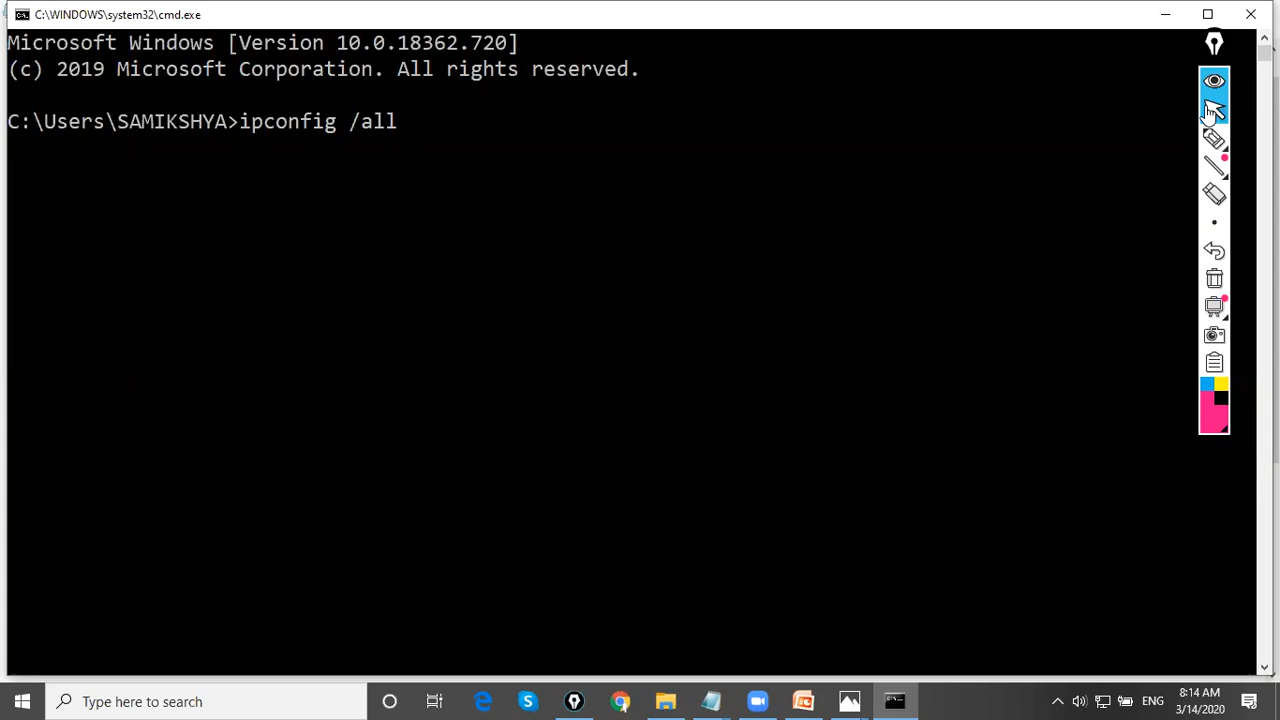 C:\WINDOWS\system32\cmd.exe
Microsoft Windows [Version 10.0.18362.720]
(c) 2019 Microsoft Corporation. All rights reserved.
C:\Users\SAMIKSHYA>ipconfig /all
Type here to search
ENG
8:14 AM
3/14/2020